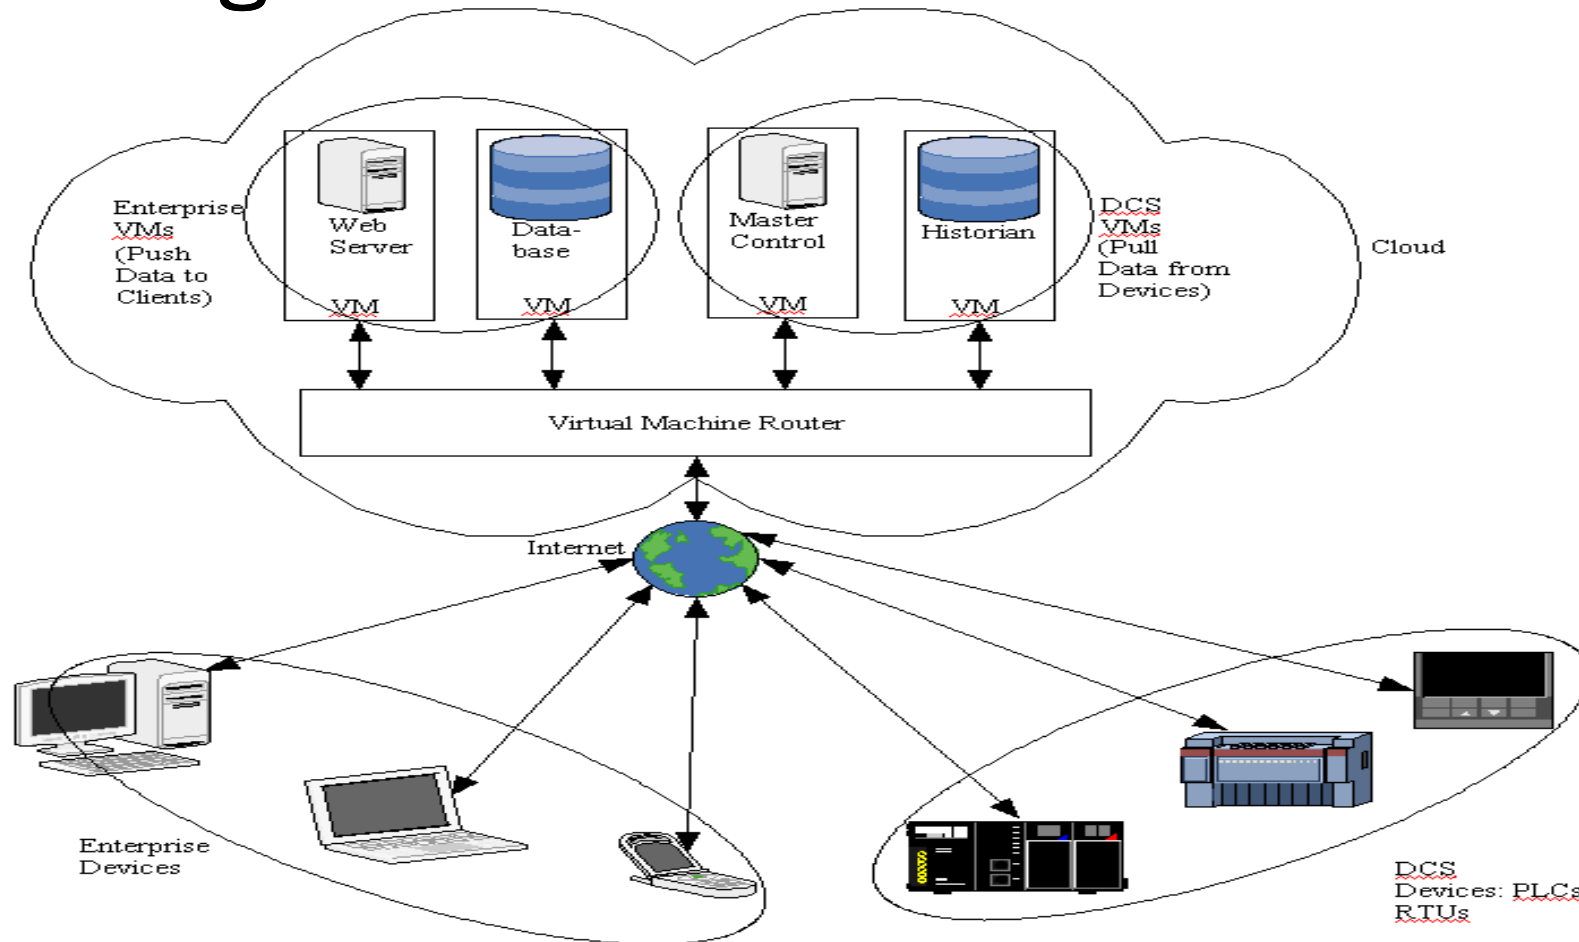 Enterprise
VMs
(Push
Data to
Clients)
Web
Server
VM
Data-
base
VM
Master
Control
VM
Historian
VM
DCS
VMs
(Pull
Data from
Devices)
Cloud
Virtual Machine Router
Internet
Enterprise
Devices
DCS
Devices: PLCs
RTUs